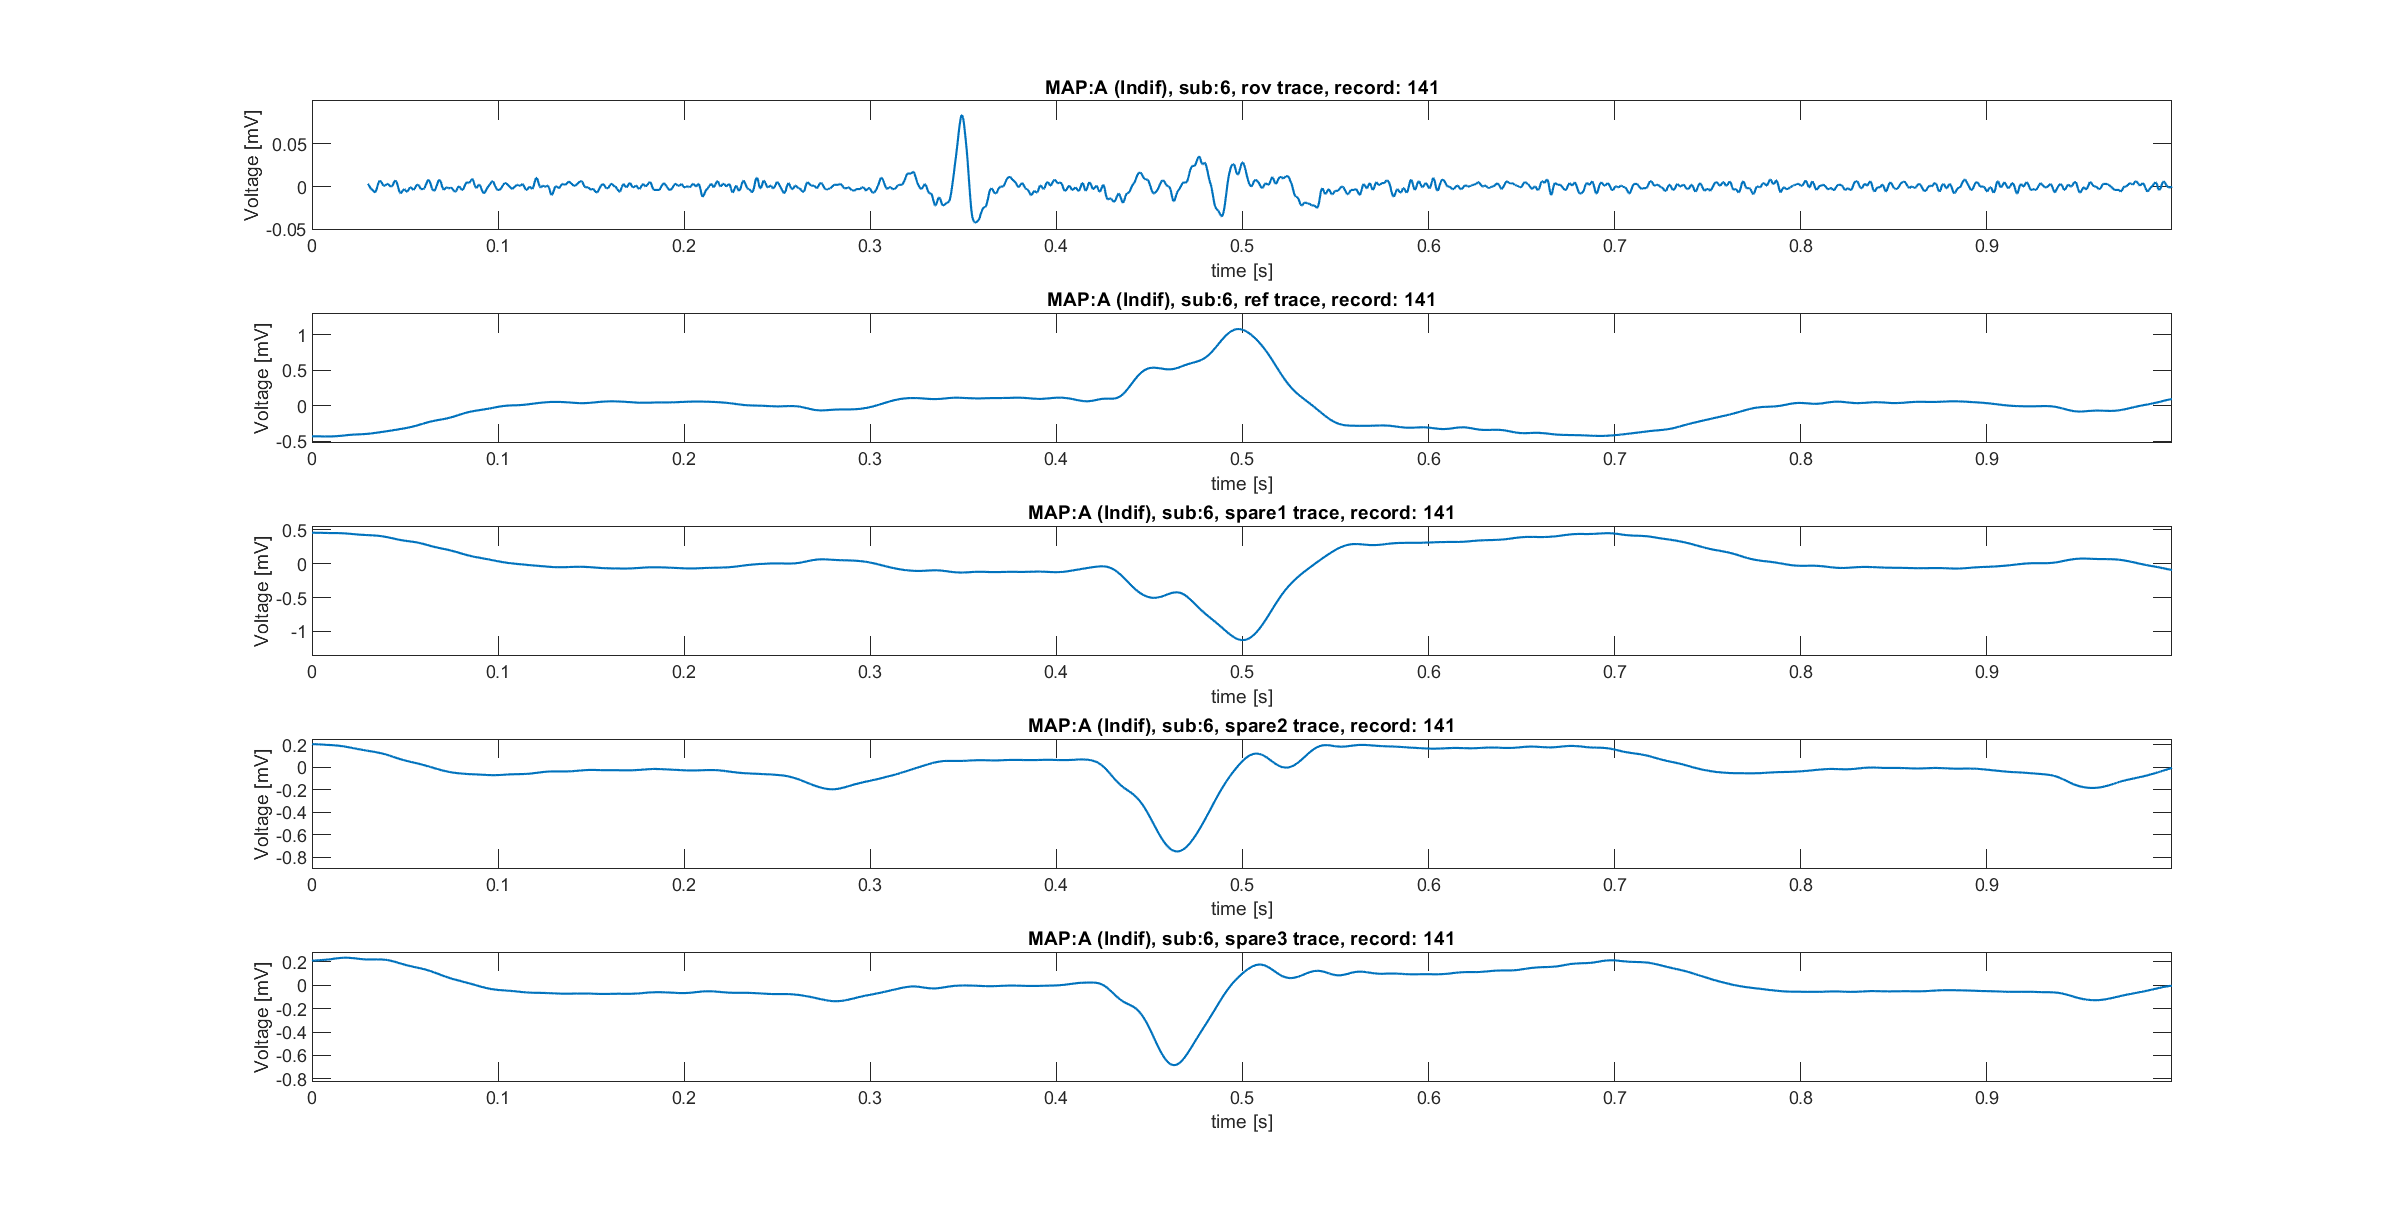 MAP:A (Indif), sub:6, rov trace, record: 141
Voltage [mV]
0.05
0
-0.05
0 0.1 0.2 0.3 0.4 0.5 0.6 0.7 0.8 0.9
time [s]
MAP:A (Indif), sub:6, ref trace, record: 141
Voltage [mV]
1
0.5
0
-0.5
0 0.1 0.2 0.3 0.4 0.5 0.6 0.7 0.8 0.9
time [s]
MAP:A (Indif), sub:6, spare1 trace, record: 141
Voltage [mV]
0.5
0
-0.5
-1
0 0.1 0.2 0.3 0.4 0.5 0.6 0.7 0.8 0.9
time [s]
MAP:A (Indif), sub:6, spare2 trace, record: 141
Voltage [mV]
0.2
0
-0.2
-0.4
-0.6
-0.8
0 0.1 0.2 0.3 0.4 0.5 0.6 0.7 0.8 0.9
time [s]
MAP:A (Indif), sub:6, spare3 trace, record: 141
Voltage [mV]
0.2
0
-0.2
-0.4
-0.6
-0.8
0 0.1 0.2 0.3 0.4 0.5 0.6 0.7 0.8 0.9
time [s]